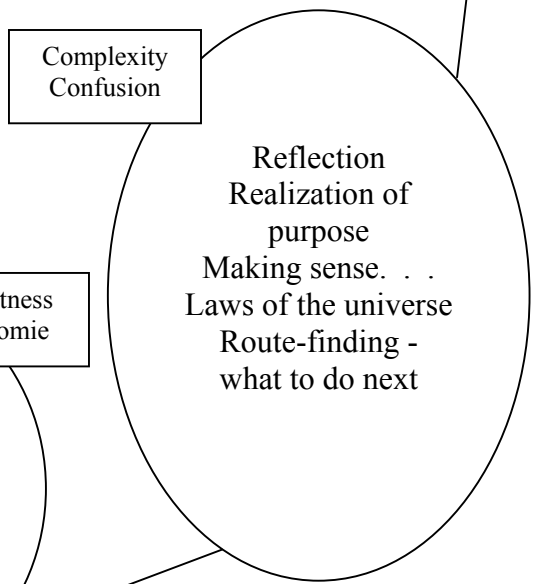 Complexity
Confusion
Reflection
Realization of
purpose
Making sense. . .
Laws of the universe
Route-finding -
what to do next